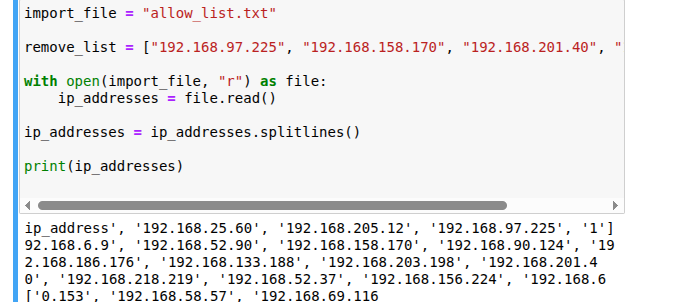 import_file = "allow_list.txt"
remove_list = ["192.168.97.225", "192.168.158.170", "192.168.201.40", "
with open(import_file, "r") as file:
    ip_addresses = file.read()
ip_addresses = ip_addresses.splitlines()
print(ip_addresses)
ip_address', '192.168.25.60', '192.168.205.12', '192.168.97.225', '1']
92.168.6.9', '192.168.52.90', '192.168.158.170', '192.168.90.124', '19
2.168.186.176', '192.168.133.188', '192.168.203.198', '192.168.201.4
0', '192.168.218.219', '192.168.52.37', '192.168.156.224', '192.168.6
['0.153', '192.168.58.57', '192.168.69.116